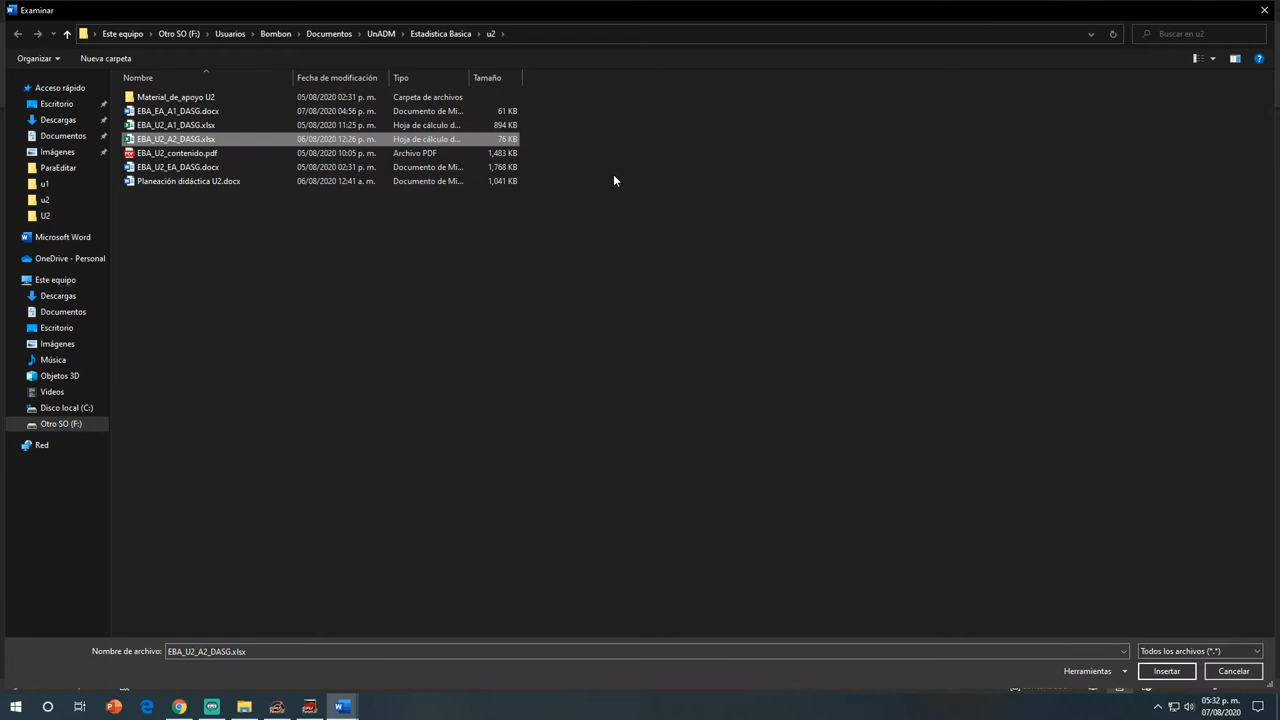 Examinar
Este equipo > Otro SO (F:) > Usuarios > Bombon > Documentos > UnADM > Estadística Basica > u2 >
Buscar en u2
Organizar
Nueva carpeta
Nombre
Fecha de modificación
Tipo
Tamaño
Acceso rápido
Escritorio
Descargas
Documentos
Imágenes
ParaEditar
u1
u2
U2
Microsoft Word
OneDrive - Personal
Este equipo
Descargas
Documentos
Escritorio
Imágenes
Música
Objetos 3D
Videos
Disco local (C:)
Otro SO (F:)
Red
Material_de_apoyo U2 05/08/2020 02:31 p. m. Carpeta de archivos
EBA_EA_A1_DASG.docx 07/08/2020 04:56 p. m. Documento de Mi... 61 KB
EBA_U2_A1_DASG.xlsx 05/08/2020 11:25 p. m. Hoja de cálculo d... 894 KB
EBA_U2_A2_DASG.xlsx 06/08/2020 12:26 p. m. Hoja de cálculo d... 76 KB
EBA_U2_contenido.pdf 05/08/2020 10:05 p. m. Archivo PDF 1,483 KB
EBA_U2_EA_DASG.docx 05/08/2020 02:31 p. m. Documento de Mi... 1,768 KB
Planeación didáctica U2.docx 06/08/2020 12:41 a. m. Documento de Mi... 1,041 KB
Nombre de archivo: EBA_U2_A2_DASG.xlsx
Todos los archivos (*.*)
Herramientas
Insertar
Cancelar
05:32 p. m.
07/08/2020